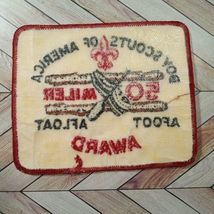 BOY SCOUTS OF AMERICA
50 MILER
AFOOT AFLOAT
AWARD